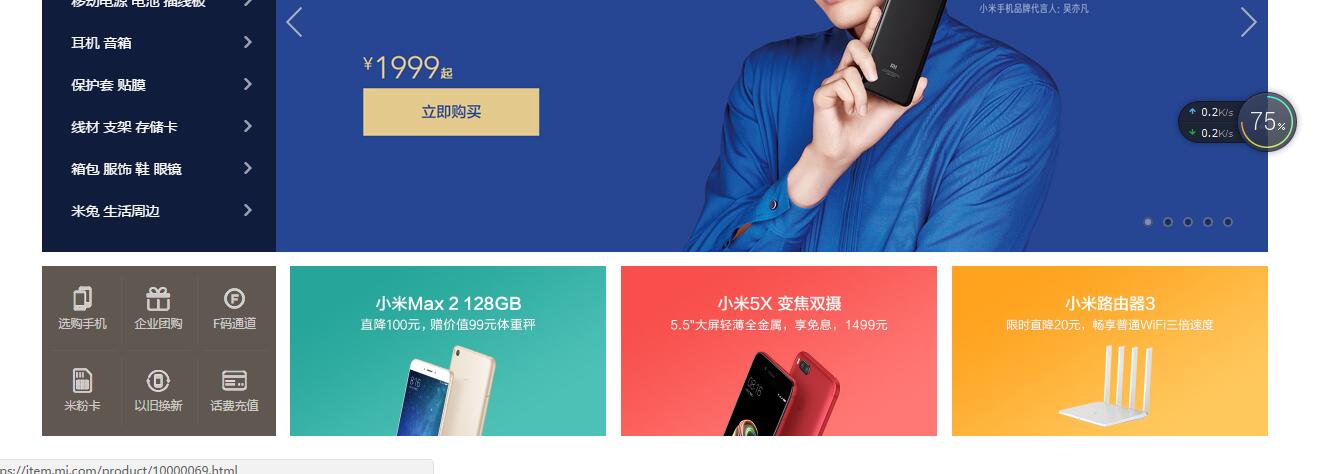 移动电源 电池 插线板
耳机 音箱
保护套 贴膜
线材 支架 存储卡
箱包 服饰 鞋 眼镜
米兔 生活周边
小米手机品牌代言人: 吴亦凡
¥1999起
立即购买
0.2K/s
0.2K/s
75%
选购手机
企业团购
F码通道
米粉卡
以旧换新
话费充值
小米Max 2 128GB
直降100元, 赠价值99元体重秤
小米5X 变焦双摄
5.5"大屏轻薄全金属，享免息，1499元
小米路由器3
限时直降20元，畅享普通WiFi三倍速度
ps://item.mi.com/product/10000069.html